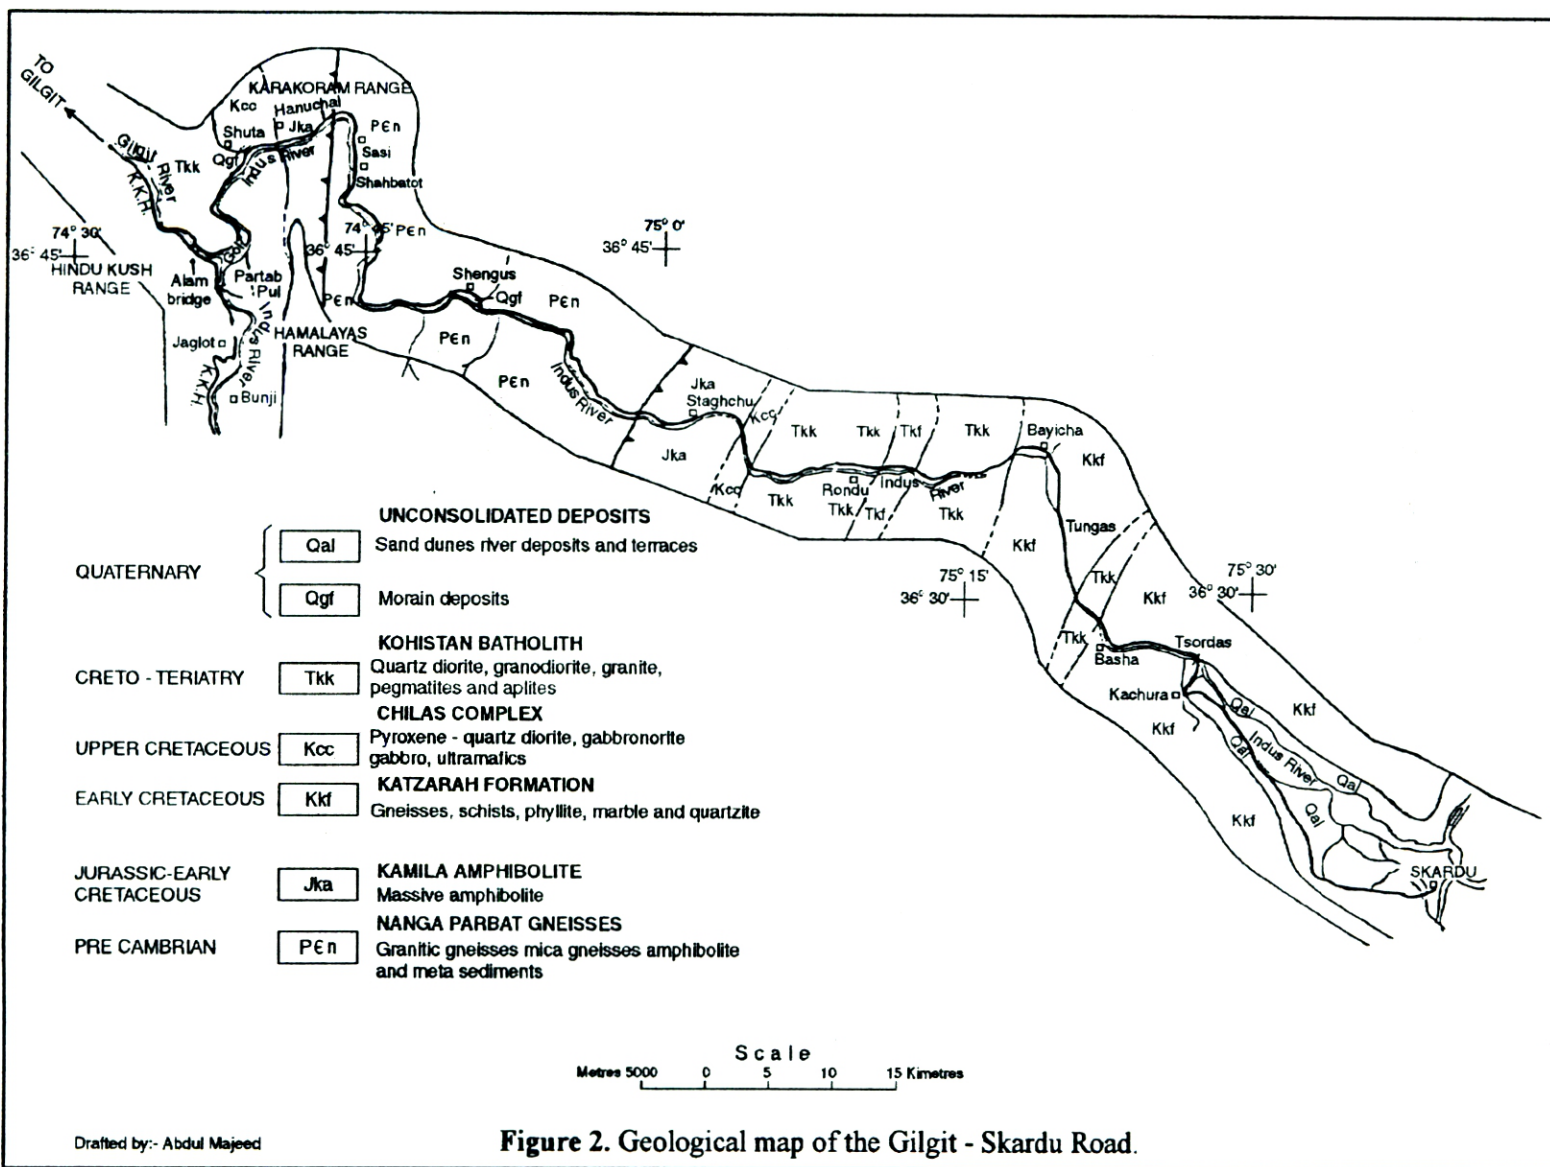 TO
GILGIT
KARAKORAM RANGE
Kcc
Hanuchal
Shuta
Jka
PЄn
Qgf
Sasi
Indus River
Shahbatot
Gilgit River
Tkk
K.K.H.
74° 30'
36° 45'
HINDU KUSH
RANGE
74° 45'
36° 45'
PЄn
75° 0'
36° 45'
Alam
bridge
Partab
Pul
Indus River
Jaglot
K.K.H.
Bunji
PЄn
HAMALAYAS
RANGE
Shengus
Qgf
PЄn
PЄn
PЄn
Indus River
Jka
Staghchu
Jka
Kcc
Kcc
Tkk
Tkk
Tkf
Tkk
Bayicha
Kkf
Tkk
Rondu
Indus
River
Tkk
Tkf
Tkk
Kkf
Tungas
75° 15'
36° 30'
Tkk
Kkf
75° 30'
36° 30'
Tkk
Basha
Tsordas
Kachura
Kkf
Qal
Kkf
Qal
Indus River
Qal
Qal
Kkf
SKARDU
UNCONSOLIDATED DEPOSITS
QUATERNARY
Qal
Sand dunes river deposits and terraces
Qgf
Morain deposits
KOHISTAN BATHOLITH
CRETO - TERIATRY
Tkk
Quartz diorite, granodiorite, granite,
pegmatites and aplites
CHILAS COMPLEX
UPPER CRETACEOUS
Kcc
Pyroxene - quartz diorite, gabbronorite
gabbro, ultramafics
KATZARAH FORMATION
EARLY CRETACEOUS
Kkf
Gneisses, schists, phyllite, marble and quartzite
JURASSIC-EARLY
CRETACEOUS
Jka
KAMILA AMPHIBOLITE
Massive amphibolite
NANGA PARBAT GNEISSES
PRE CAMBRIAN
PЄn
Granitic gneisses mica gneisses amphibolite
and meta sediments
Scale
Metres 5000 0 5 10 15 Kimetres
Drafted by:- Abdul Majeed
Figure 2. Geological map of the Gilgit - Skardu Road.